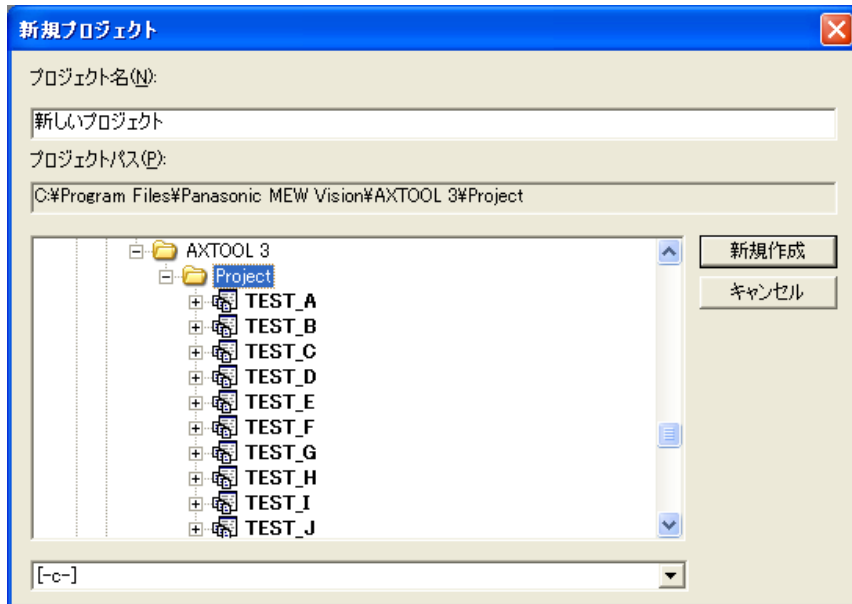 新規プロジェクト
プロジェクト名(N):
新しいプロジェクト
プロジェクトパス(P):
C:¥Program Files¥Panasonic MEW Vision¥AXTOOL 3¥Project
AXTOOL 3
Project
TEST_A
TEST_B
TEST_C
TEST_D
TEST_E
TEST_F
TEST_G
TEST_H
TEST_I
TEST_J
新規作成
キャンセル
[-c-]